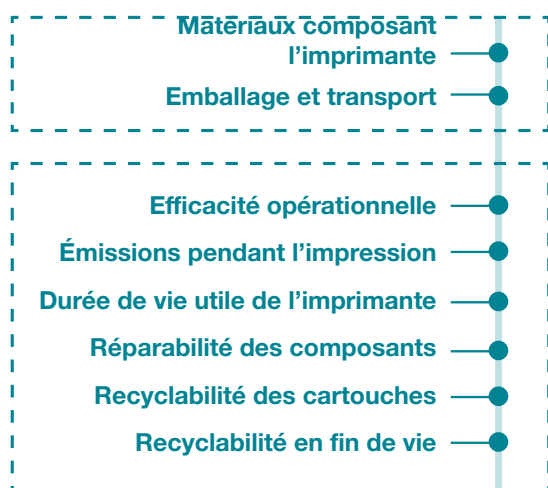 Matériaux composant
l’imprimante
Emballage et transport
Efficacité opérationnelle
Émissions pendant l’impression
Durée de vie utile de l’imprimante
Réparabilité des composants
Recyclabilité des cartouches
Recyclabilité en fin de vie